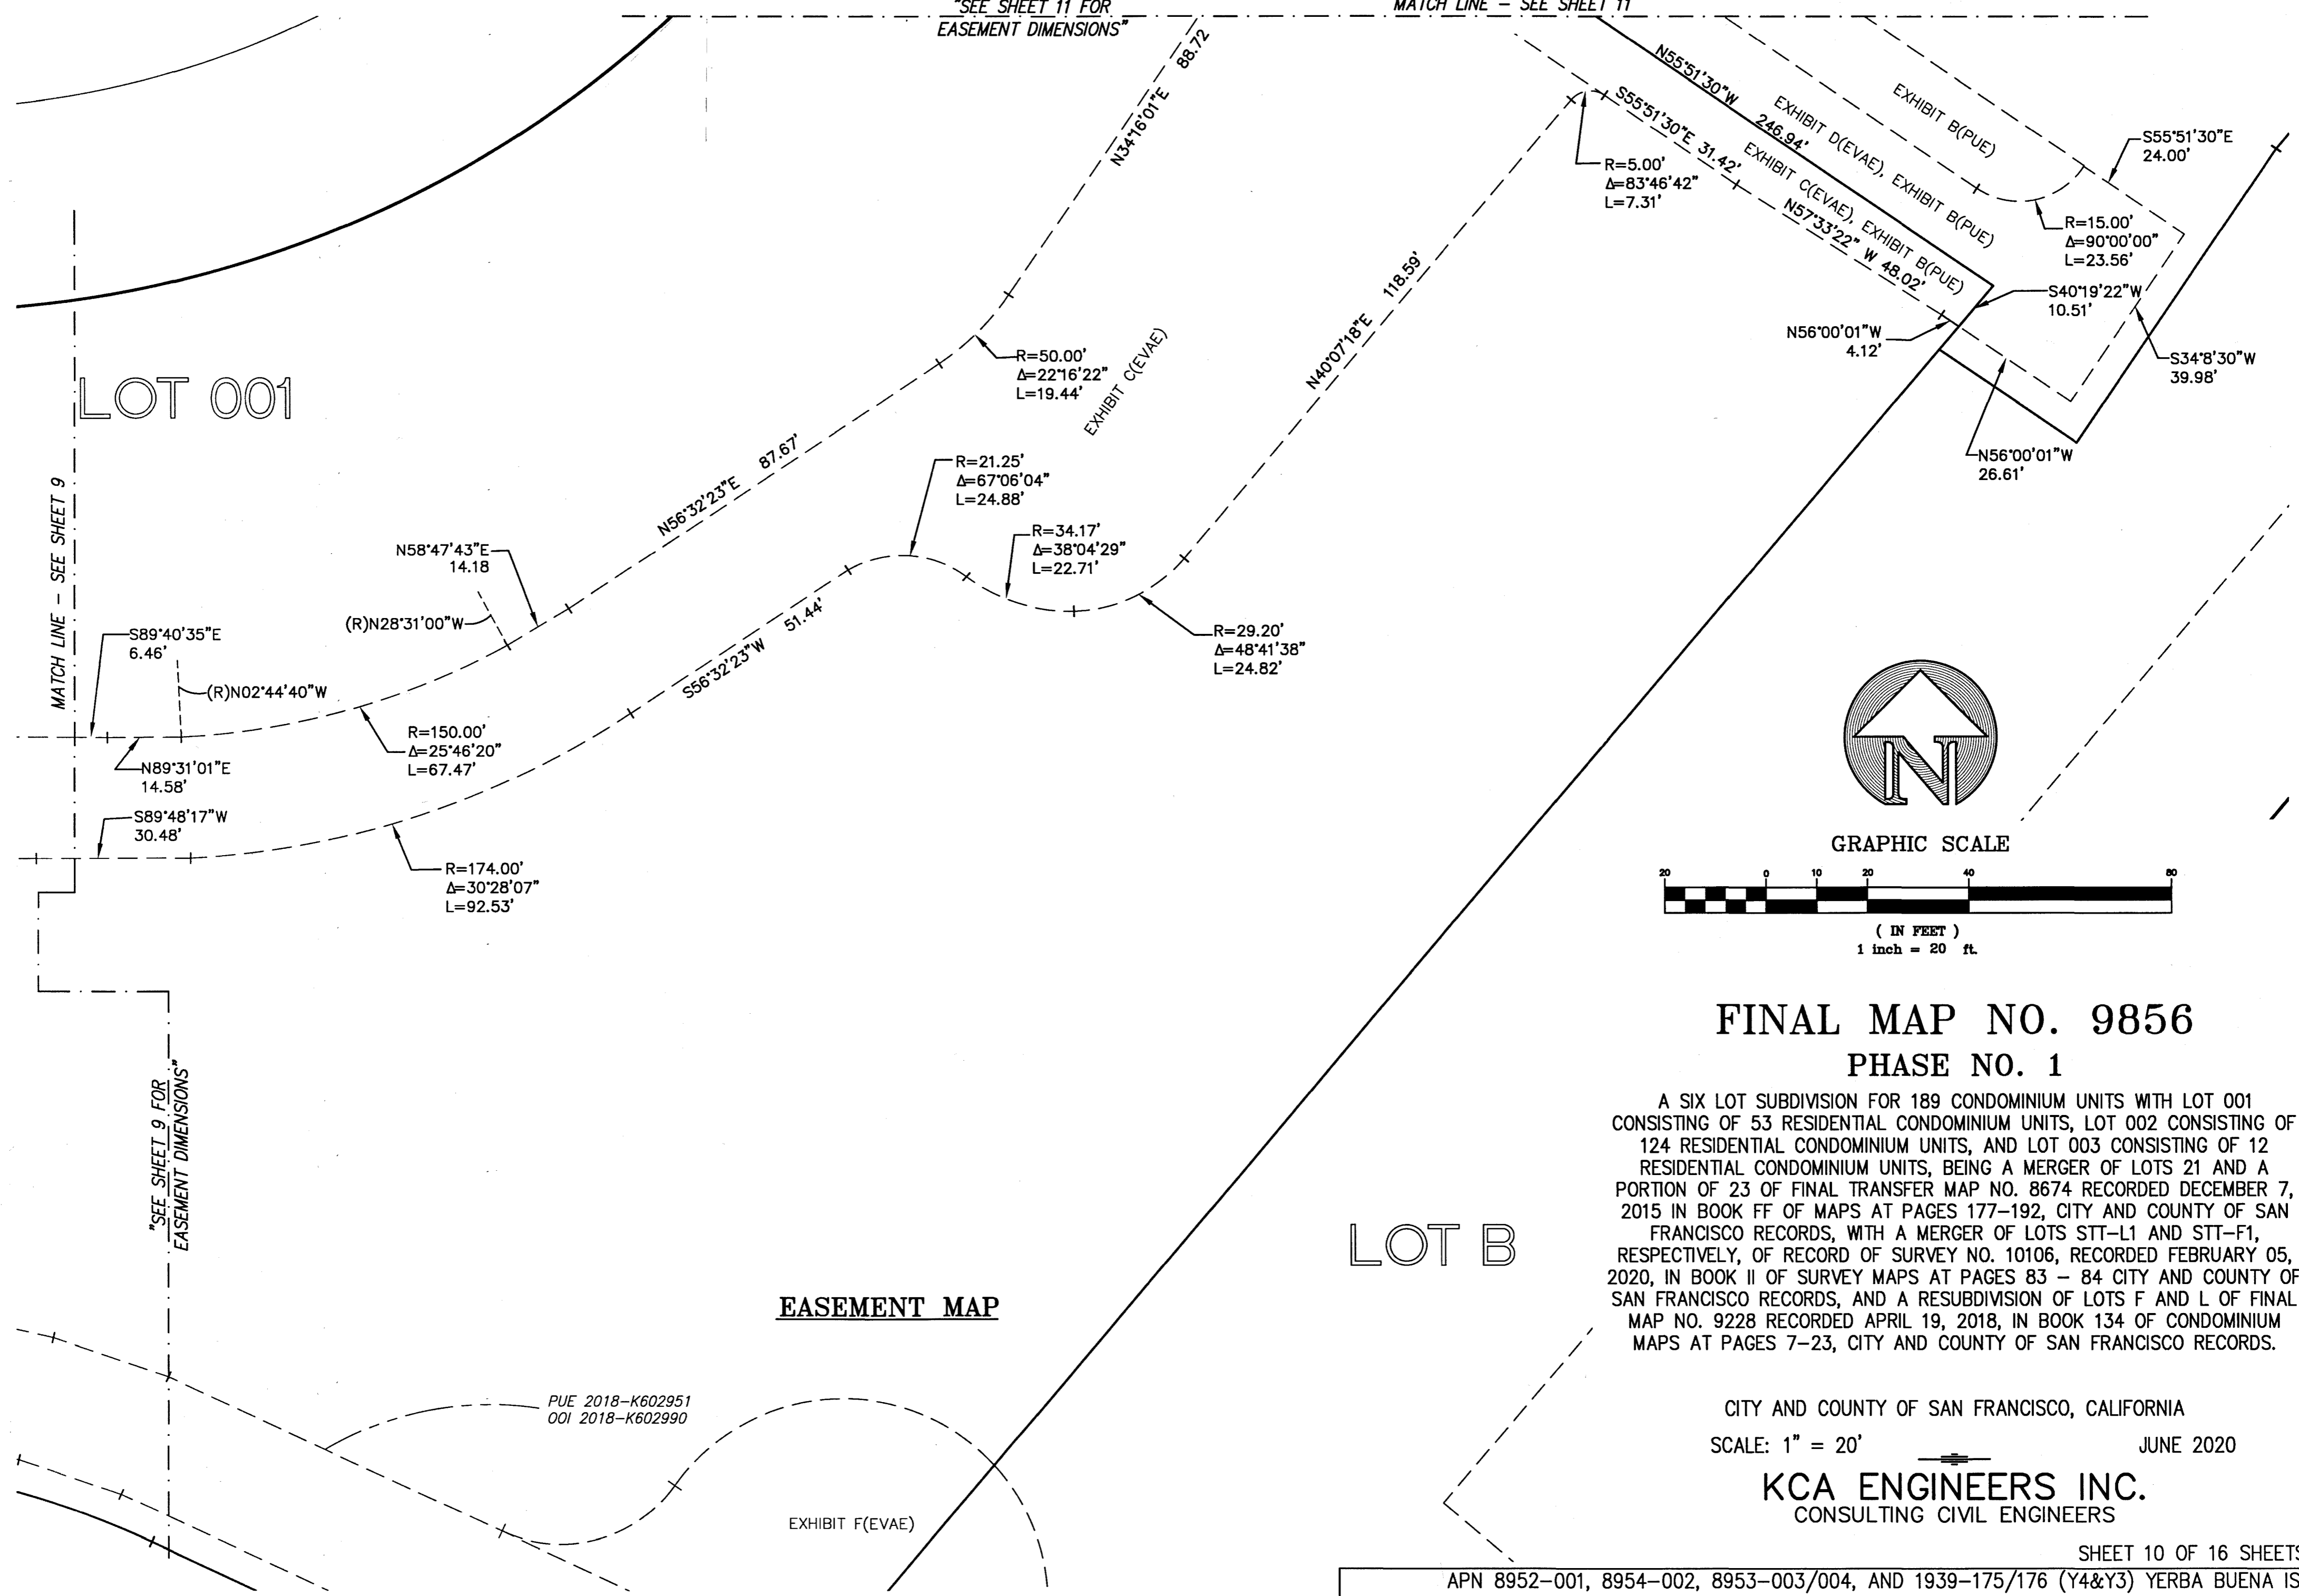 "SEE SHEET 11 FOR
EASEMENT DIMENSIONS"
MATCH LINE – SEE SHEET 11
N34°16'01"E 88.72
N55°51'30"W
246.94'
S55°51'30"E 31.42'
EXHIBIT D(EVAE), EXHIBIT B(PUE)
EXHIBIT B(PUE)
EXHIBIT C(EVAE), EXHIBIT B(PUE)
N57°33'22" W 48.02'
S55°51'30"E
24.00'
R=5.00'
Δ=83°46'42"
L=7.31'
R=15.00'
Δ=90°00'00"
L=23.56'
S40°19'22"W
10.51'
N56°00'01"W
4.12'
S34°8'30"W
39.98'
N56°00'01"W
26.61'
N40°07'18"E 118.59'
R=50.00'
Δ=22°16'22"
L=19.44'
EXHIBIT C(EVAE)
LOT 001
MATCH LINE – SEE SHEET 9
N56°32'23"E 87.67'
R=21.25'
Δ=67°06'04"
L=24.88'
R=34.17'
Δ=38°04'29"
L=22.71'
N58°47'43"E
14.18
(R)N28°31'00"W
S56°32'23"W 51.44'
R=29.20'
Δ=48°41'38"
L=24.82'
S89°40'35"E
6.46'
(R)N02°44'40"W
R=150.00'
Δ=25°46'20"
L=67.47'
N89°31'01"E
14.58'
S89°48'17"W
30.48'
R=174.00'
Δ=30°28'07"
L=92.53'
N
GRAPHIC SCALE
20 0 10 20 40 80
( IN FEET )
1 inch = 20 ft.
"SEE SHEET 9 FOR
EASEMENT DIMENSIONS"
LOT B
EASEMENT MAP
PUE 2018–K602951
OOI 2018–K602990
EXHIBIT F(EVAE)
FINAL MAP NO. 9856
PHASE NO. 1
A SIX LOT SUBDIVISION FOR 189 CONDOMINIUM UNITS WITH LOT 001
CONSISTING OF 53 RESIDENTIAL CONDOMINIUM UNITS, LOT 002 CONSISTING OF
124 RESIDENTIAL CONDOMINIUM UNITS, AND LOT 003 CONSISTING OF 12
RESIDENTIAL CONDOMINIUM UNITS, BEING A MERGER OF LOTS 21 AND A
PORTION OF 23 OF FINAL TRANSFER MAP NO. 8674 RECORDED DECEMBER 7,
2015 IN BOOK FF OF MAPS AT PAGES 177–192, CITY AND COUNTY OF SAN
FRANCISCO RECORDS, WITH A MERGER OF LOTS STT–L1 AND STT–F1,
RESPECTIVELY, OF RECORD OF SURVEY NO. 10106, RECORDED FEBRUARY 05,
2020, IN BOOK II OF SURVEY MAPS AT PAGES 83 – 84 CITY AND COUNTY OF
SAN FRANCISCO RECORDS, AND A RESUBDIVISION OF LOTS F AND L OF FINAL
MAP NO. 9228 RECORDED APRIL 19, 2018, IN BOOK 134 OF CONDOMINIUM
MAPS AT PAGES 7–23, CITY AND COUNTY OF SAN FRANCISCO RECORDS.
CITY AND COUNTY OF SAN FRANCISCO, CALIFORNIA
SCALE: 1" = 20' JUNE 2020
KCA ENGINEERS INC.
CONSULTING CIVIL ENGINEERS
SHEET 10 OF 16 SHEETS
APN 8952–001, 8954–002, 8953–003/004, AND 1939–175/176 (Y4&Y3) YERBA BUENA IS